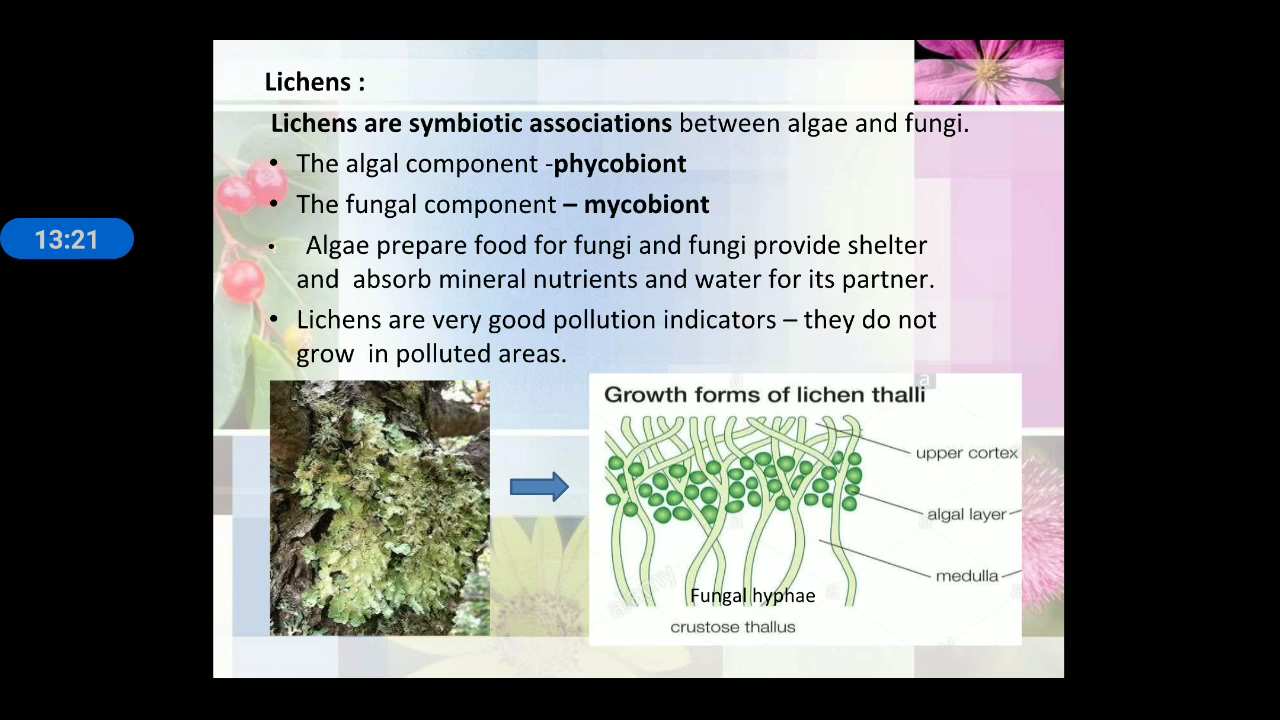 Lichens :
Lichens are symbiotic associations between algae and fungi.
• The algal component -phycobiont
• The fungal component – mycobiont
13:21
• Algae prepare food for fungi and fungi provide shelter
and absorb mineral nutrients and water for its partner.
• Lichens are very good pollution indicators – they do not
grow in polluted areas.
Growth forms of lichen thalli
upper cortex
algal layer
medulla
Fungal hyphae
crustose thallus